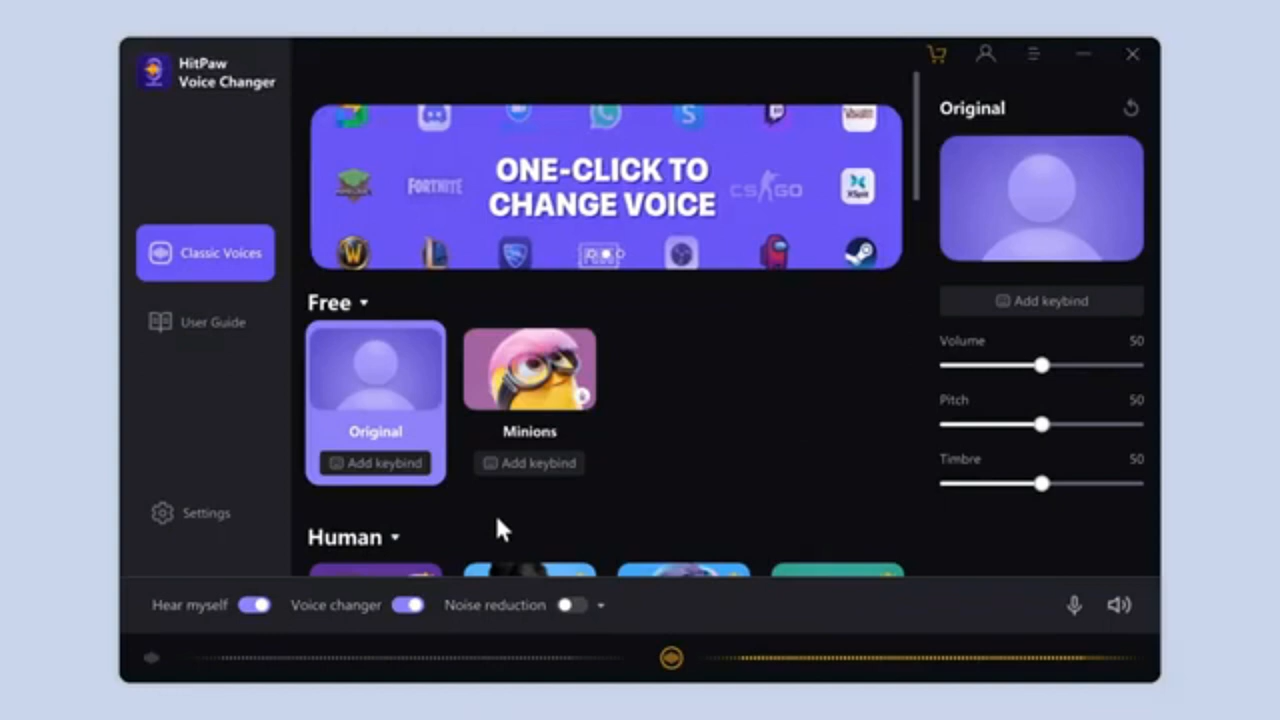 HitPaw
Voice Changer
Classic Voices
User Guide
Settings
FORTNITE
ONE-CLICK TO
CHANGE VOICE
CS GO
XSplit
Free
Original
Add keybind
Minions
Add keybind
Human
Original
Add keybind
Volume 50
Pitch 50
Timbre 50
Hear myself
Voice changer
Noise reduction